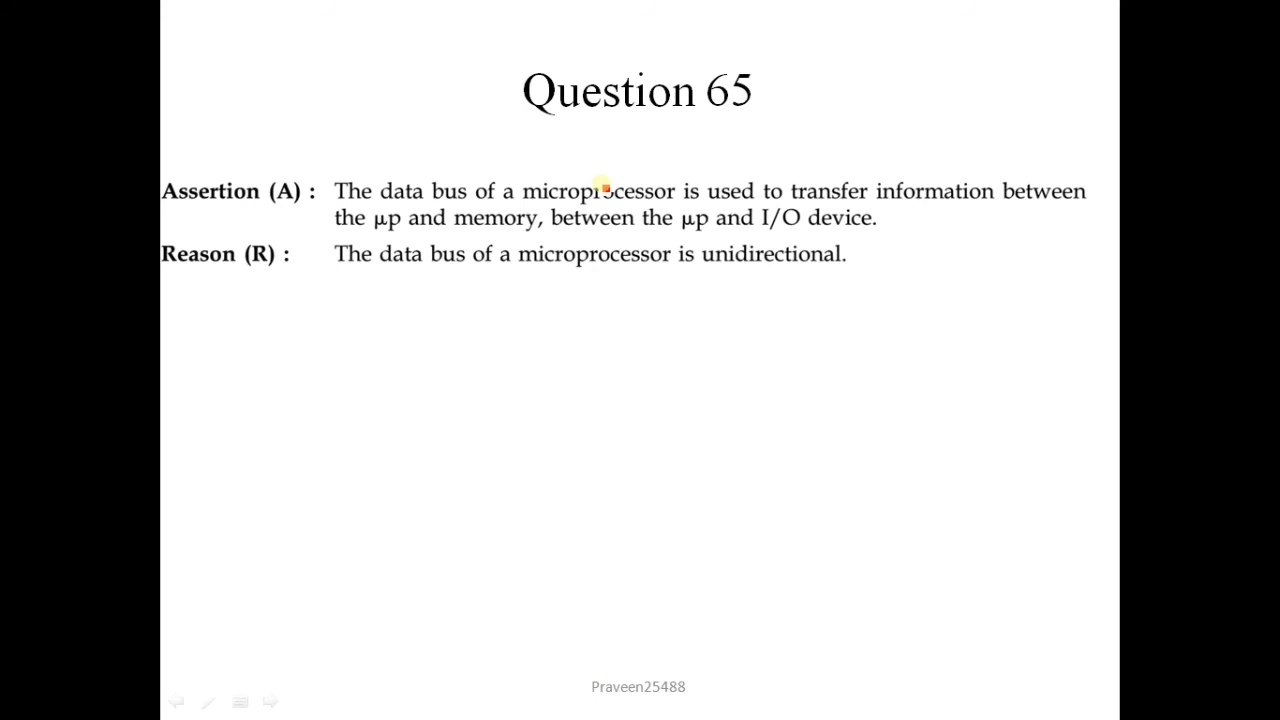 Question 65
Assertion (A) : The data bus of a microprocessor is used to transfer information between
the μp and memory, between the μp and I/O device.
Reason (R) : The data bus of a microprocessor is unidirectional.
Praveen25488